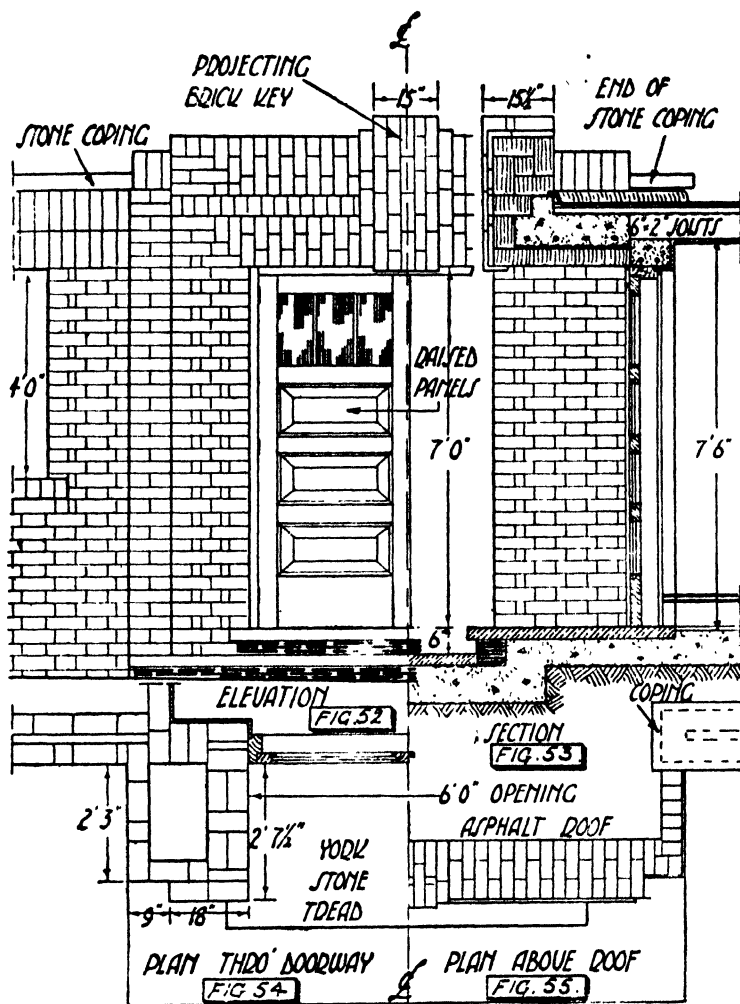 ℄
PROJECTING
BRICK KEY
15"
15½"
END OF
STONE COPING
STONE COPING
6"×2" JOISTS
RAISED
PANELS
4'0"
7'0"
7'6"
6"
ELEVATION
FIG.52
SECTION
FIG.53
COPING
6'0" OPENING
2'3"
2'7½"
ASPHALT ROOF
YORK
STONE
TREAD
9"
18"
PLAN THRO' DOORWAY
FIG 54
℄
PLAN ABOVE ROOF
FIG.55.